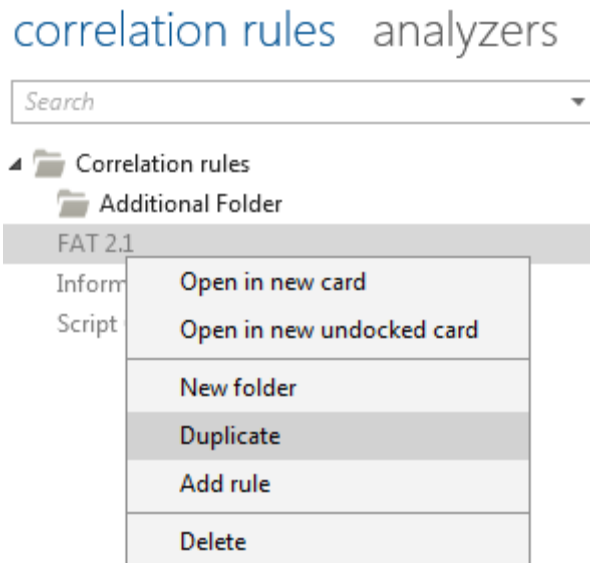 correlation rules analyzers
Search
Correlation rules
Additional Folder
FAT 2.1
Inform
Script
Open in new card
Open in new undocked card
New folder
Duplicate
Add rule
Delete